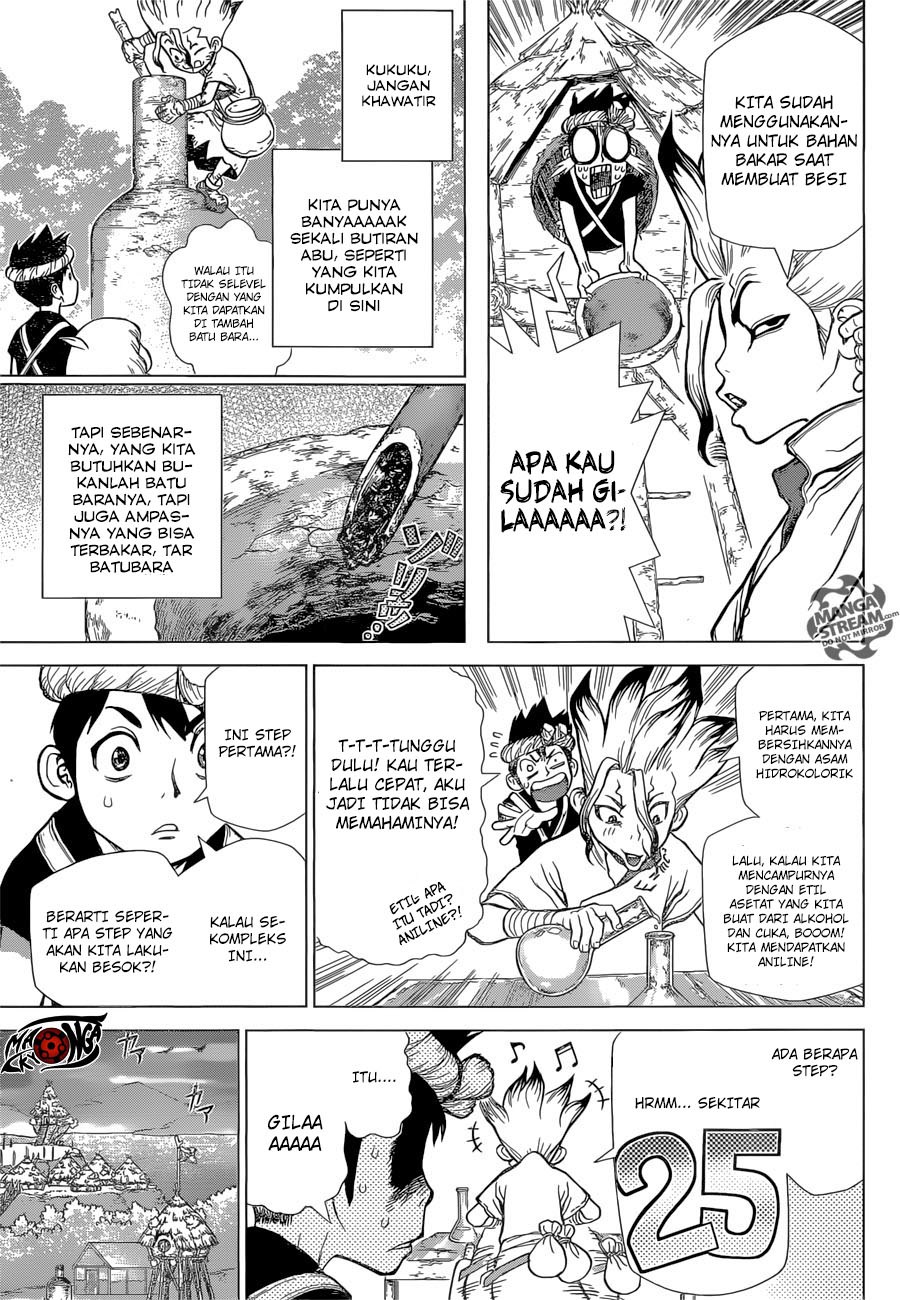 KITA SUDAH
MENGGUNAKAN-
NYA UNTUK BAHAN
BAKAR SAAT
MEMBUAT BESI
APA KAU
SUDAH GI-
LAAAAAA?!
KUKUKU,
JANGAN
KHAWATIR
KITA PUNYA
BANYAAAAAK
SEKALI BUTIRAN
ABU, SEPERTI
YANG KITA
KUMPULKAN
DI SINI
WALAU ITU
TIDAK SELEVEL
DENGAN YANG
KITA DAPATKAN
DI TAMBAH
BATU BARA...
TAPI SEBENAR-
NYA, YANG KITA
BUTUHKAN BU-
KANLAH BATU
BARANYA, TAPI
JUGA AMPAS-
NYA YANG BISA
TERBAKAR, TAR
BATUBARA
MANGA
STREAM.com
DO NOT MIRROR
PERTAMA, KITA
HARUS MEM-
BERSIHKANNYA
DENGAN ASAM
HIDROKOLORIK
LALU, KALAU KITA
MENCAMPURNYA
DENGAN ETIL
ASETAT YANG KITA
BUAT DARI ALKOHOL
DAN CUKA, BOOOM!
KITA MENDAPATKAN
ANILINE!
T-T-T-TUNGGU
DULU! KAU TER-
LALU CEPAT, AKU
JADI TIDAK BISA
MEMAHAMINYA!
ETIL APA
ITU TADI?
ANILINE?!
INI STEP
PERTAMA?!
KALAU SE-
KOMPLEKS
INI...
BERARTI SEPER-
TI APA STEP YANG
AKAN KITA LAKU-
KAN BESOK?!
ADA BERAPA
STEP?
HRMM... SEKITAR
25
ITU....
GILAA
AAAAA